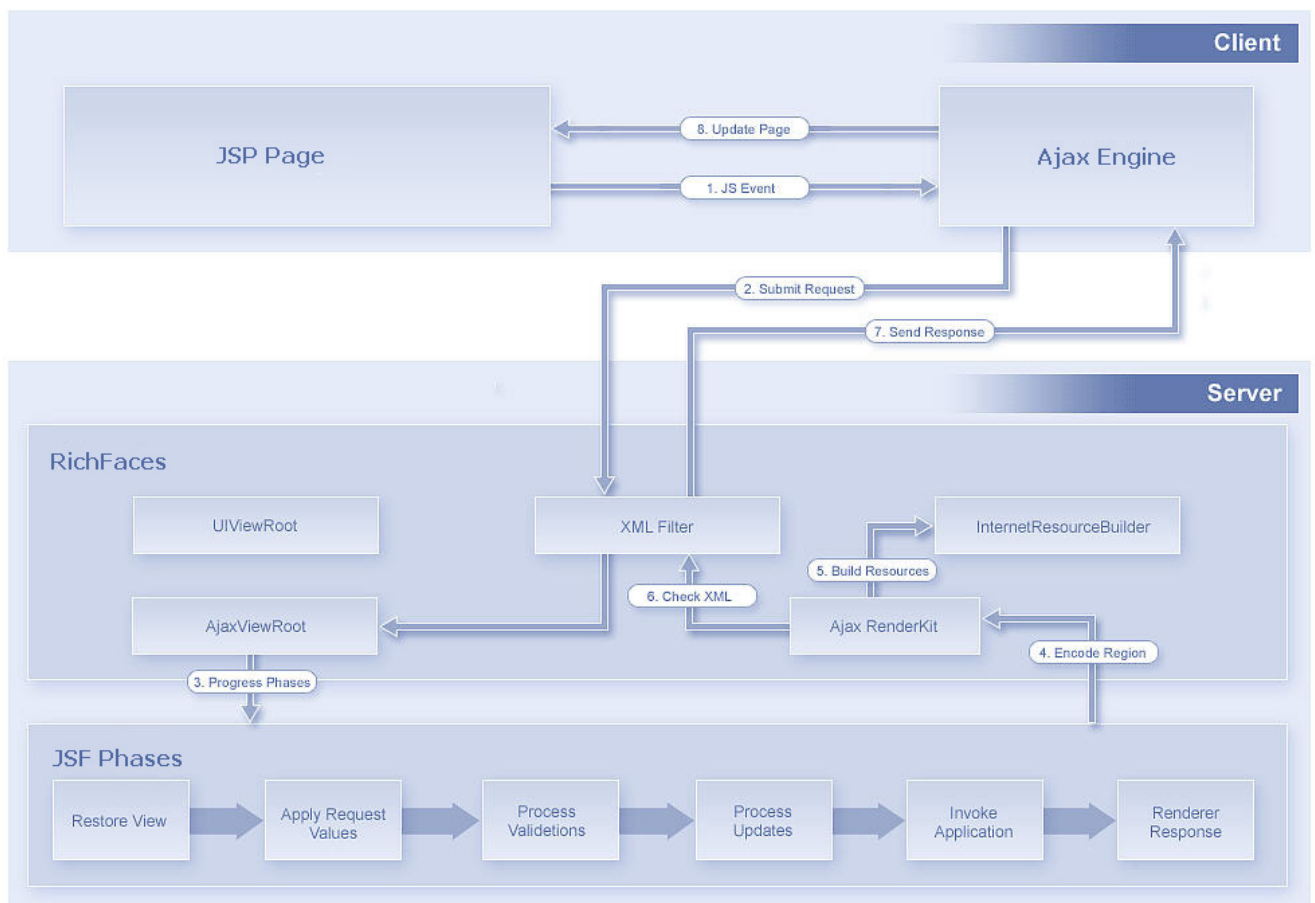 Client
JSP Page
8. Update Page
1. JS Event
Ajax Engine
2. Submit Request
7. Send Response
Server
RichFaces
UIViewRoot
XML Filter
InternetResourceBuilder
5. Build Resources
6. Check XML
AjaxViewRoot
Ajax RenderKit
4. Encode Region
3. Progress Phases
JSF Phases
Restore View
Apply Request
Values
Process
Validetions
Process
Updates
Invoke
Application
Renderer
Response